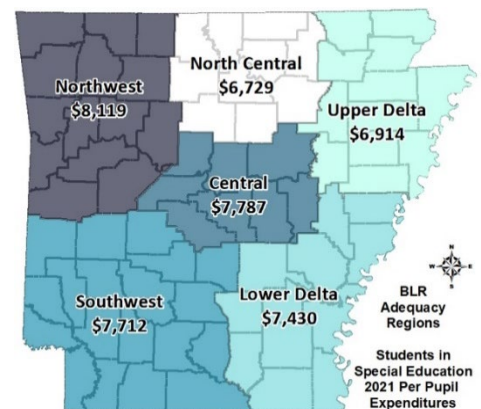 North Central
$6,729
Northwest
$8,119
Upper Delta
$6,914
Central
$7,787
N
W E
S
BLR
Adequacy
Regions
Southwest
$7,712
Lower Delta
$7,430
Students in
Special Education
2021 Per Pupil
Expenditures